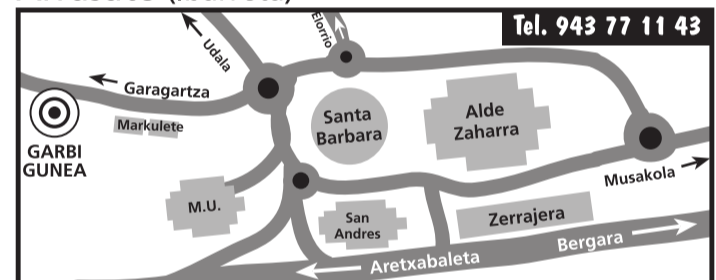 Tel. 943 77 11 43
Elorrio
Udala
Garagartza
Markulete
GARBI
GUNEA
Santa
Barbara
Alde
Zaharra
Musakola
M.U.
San
Andres
Zerrajera
Bergara
Aretxabaleta